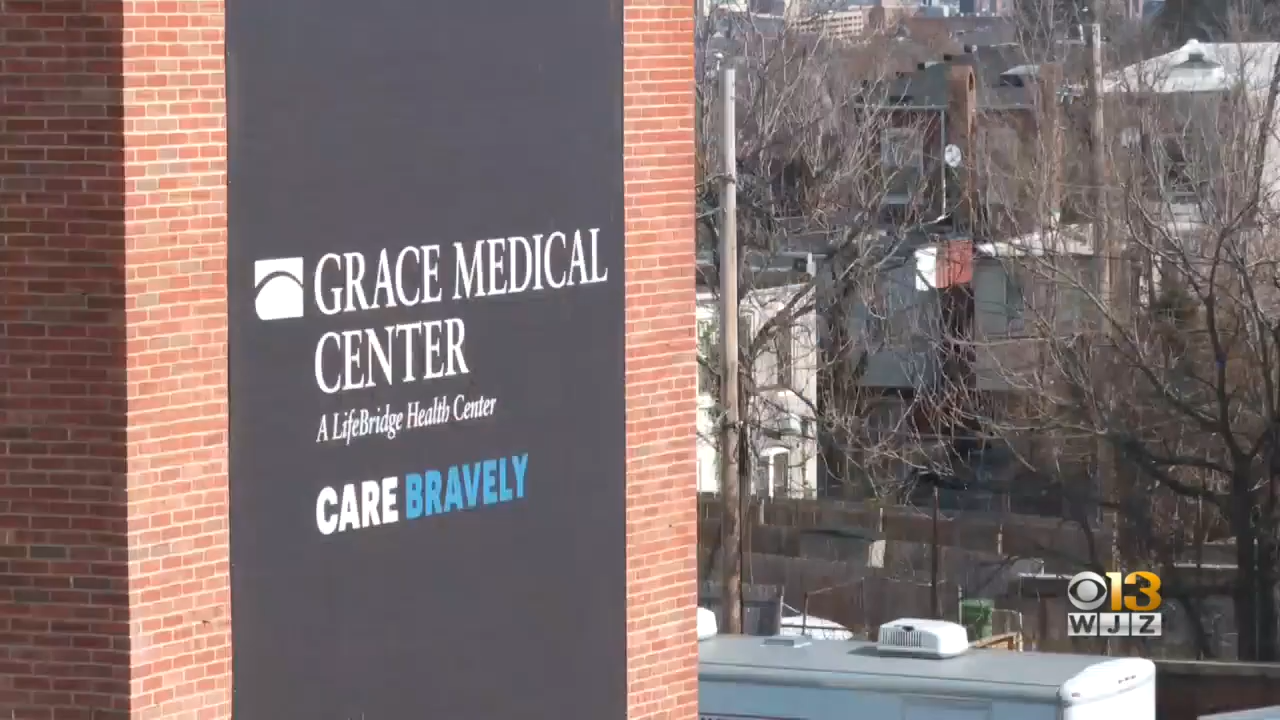 GRACE MEDICAL
CENTER
A LifeBridge Health Center
CARE BRAVELY
13
WJZ